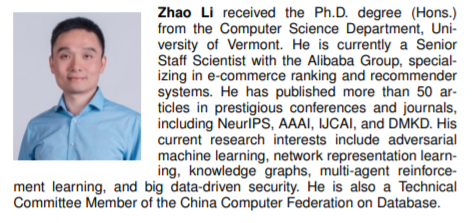 Zhao Li received the Ph.D. degree (Hons.)
from the Computer Science Department, Uni-
versity of Vermont. He is currently a Senior
Staff Scientist with the Alibaba Group, special-
izing in e-commerce ranking and recommender
systems. He has published more than 50 ar-
ticles in prestigious conferences and journals,
including NeurIPS, AAAI, IJCAI, and DMKD. His
current research interests include adversarial
machine learning, network representation learn-
ing, knowledge graphs, multi-agent reinforce-
ment learning, and big data-driven security. He is also a Technical
Committee Member of the China Computer Federation on Database.